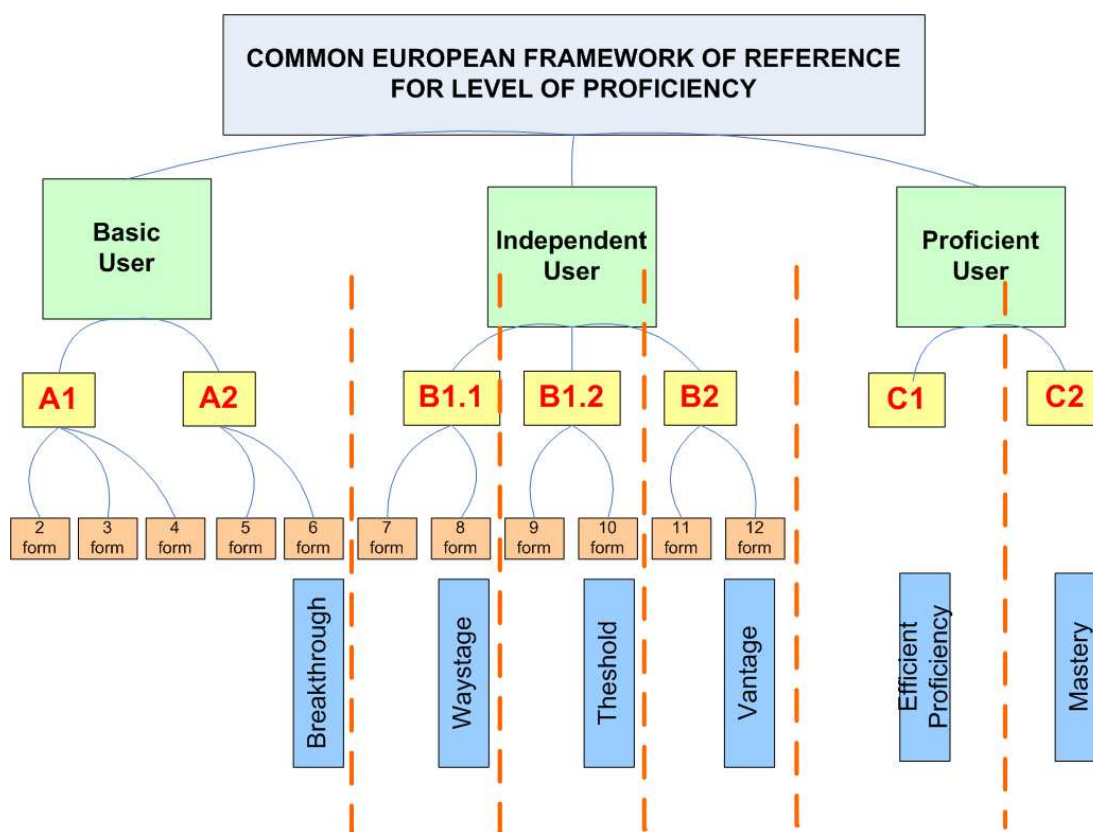 COMMON EUROPEAN FRAMEWORK OF REFERENCE
FOR LEVEL OF PROFICIENCY
Basic
User
Independent
User
Proficient
User
A1
A2
B1.1
B1.2
B2
C1
C2
2
form
3
form
4
form
5
form
6
form
7
form
8
form
9
form
10
form
11
form
12
form
Breakthrough
Waystage
Theshold
Vantage
Efficient
Proficiency
Mastery